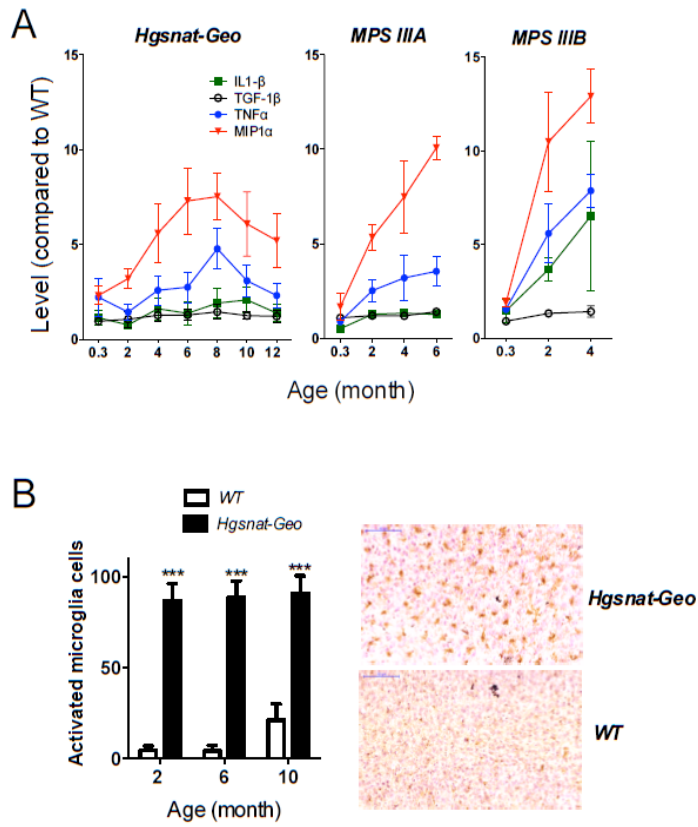 A
Hgsnat-Geo
MPS IIIA
MPS IIIB
Level (compared to WT)
15
10
5
0
IL1-β
TGF-1β
TNFα
MIP1α
0.3 2 4 6 8 10 12
15
10
5
0
0.3 2 4 6
15
10
5
0
0.3 2 4
Age (month)
B
WT
Hgsnat-Geo
Activated microglia cells
100
50
0
*** *** ***
2 6 10
Age (month)
Hgsnat-Geo
WT